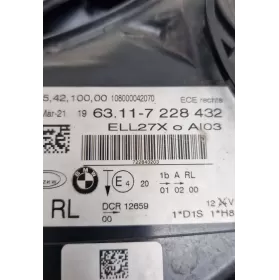 5,42,100,00 108000042070 ECE rechts
Mar-21 19 63.11-7 228 432
ELL27X o AI03
1b A RL
E 4 20 01 02 00
RL DCR 12659 12 V
00 1*D1S 1*H8